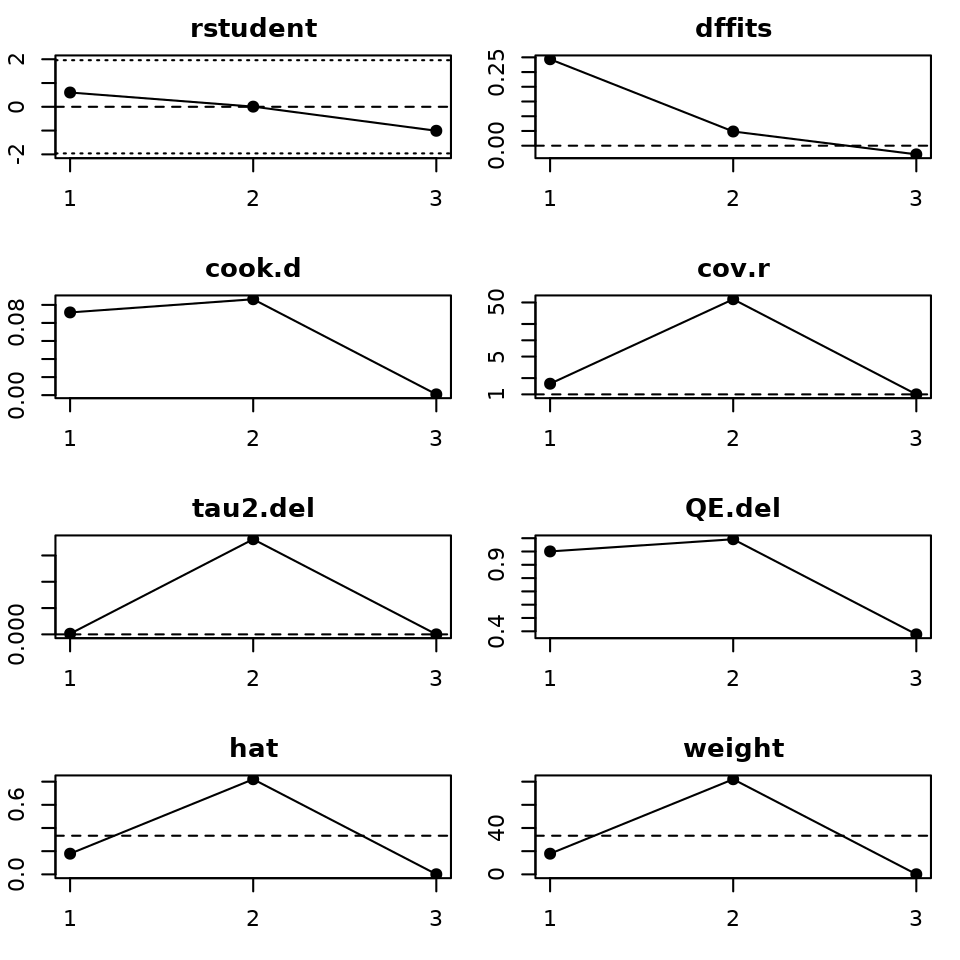 rstudent
2
0
-2
1 2 3
dffits
0.25
0.00
1 2 3
cook.d
0.08
0.00
1 2 3
cov.r
50
5
1
1 2 3
tau2.del
0.000
1 2 3
QE.del
0.9
0.4
1 2 3
hat
0.6
0.0
1 2 3
weight
40
0
1 2 3